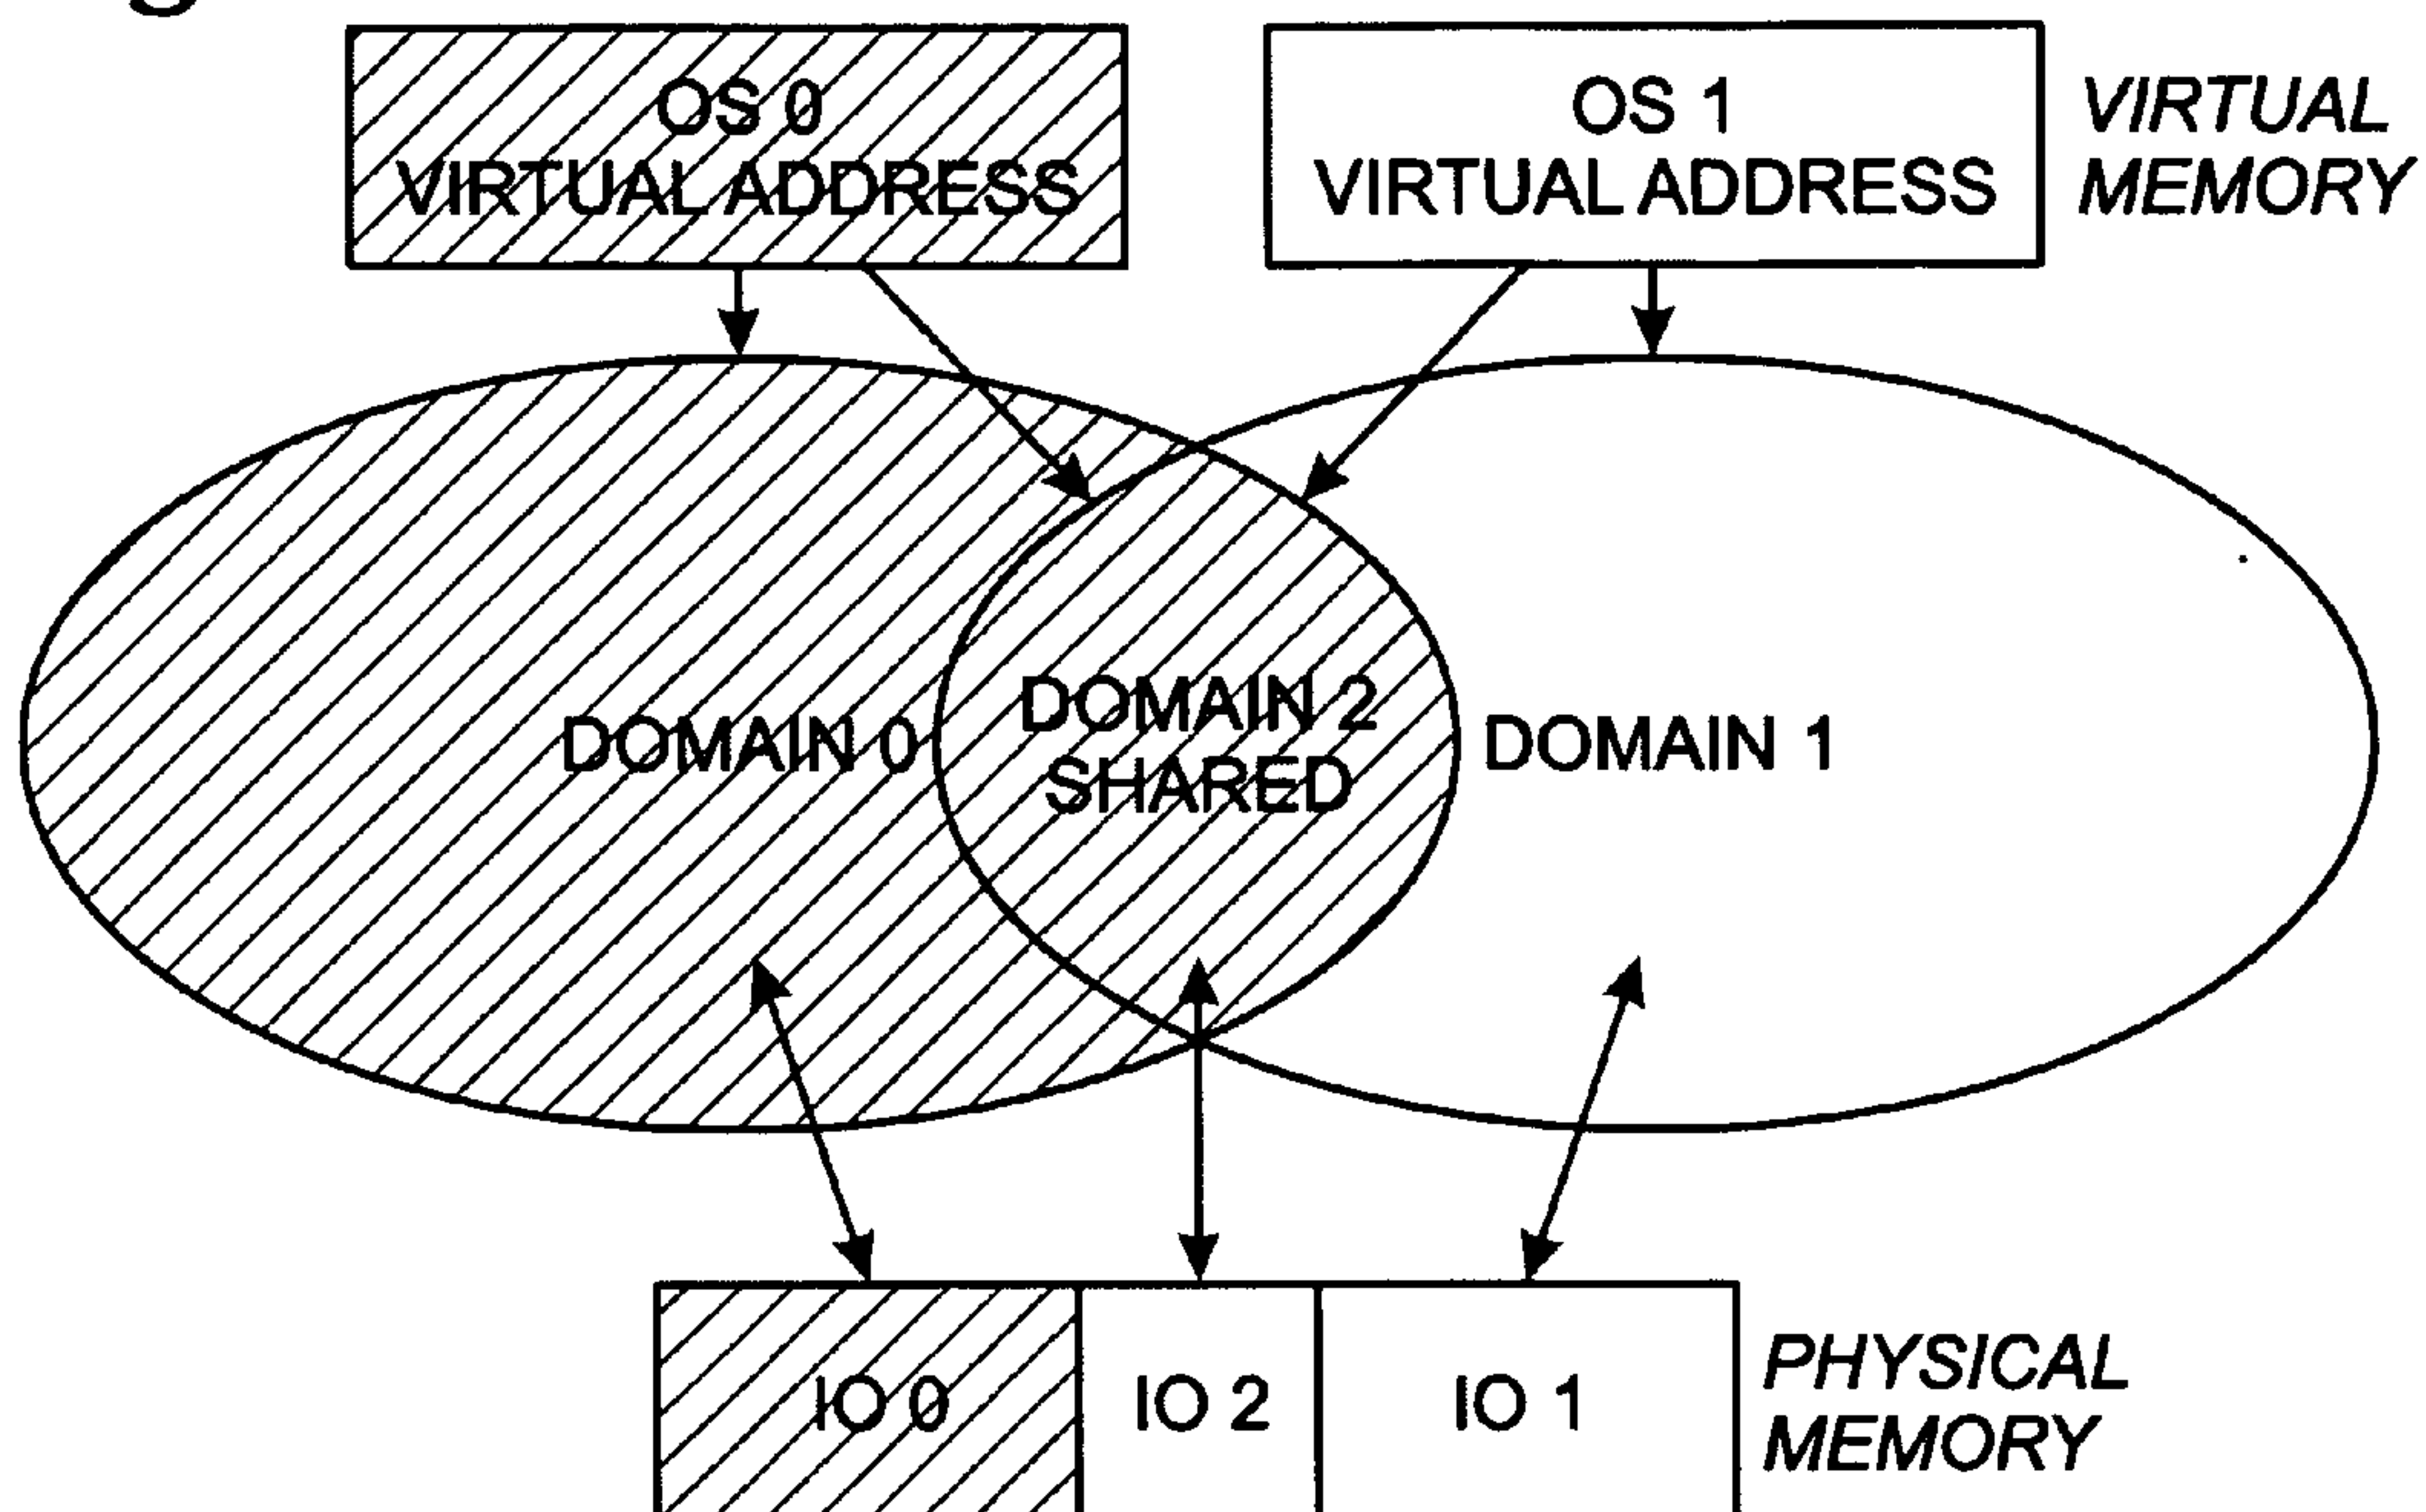 OS 0
VIRTUAL ADDRESS
OS 1
VIRTUAL ADDRESS
VIRTUAL
MEMORY
DOMAIN 0
DOMAIN 2
SHARED
DOMAIN 1
IO 0
IO 2
IO 1
PHYSICAL
MEMORY